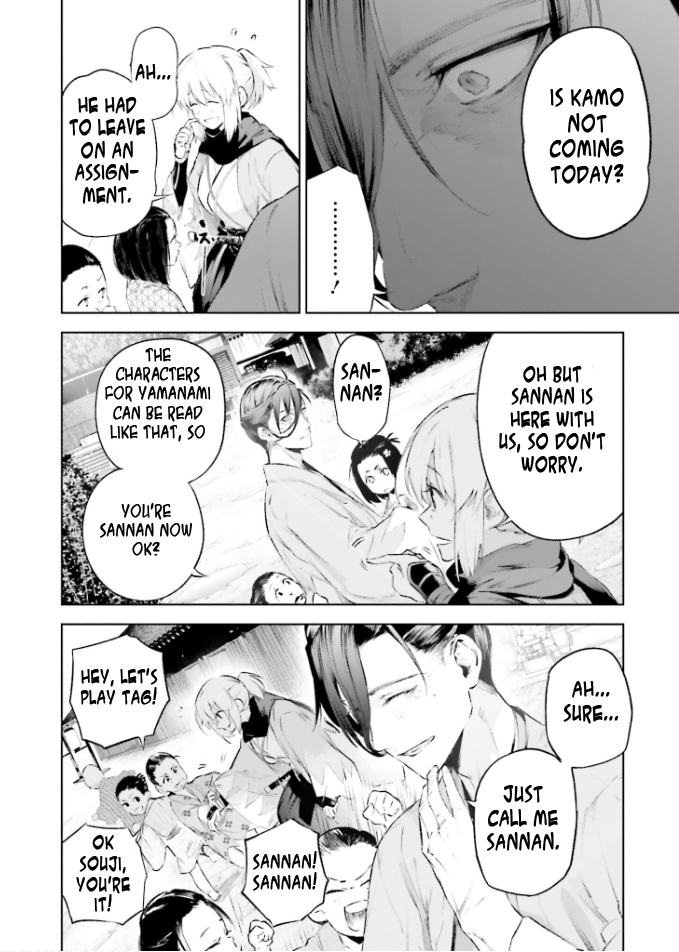 IS KAMO
NOT
COMING
TODAY?
………
AH...
HE HAD
TO LEAVE
ON AN
ASSIGN-
MENT.
OH BUT
SANNAN IS
HERE WITH
US, SO DON'T
WORRY.
SAN-
NAN?
THE
CHARACTERS
FOR YAMANAMI
CAN BE READ
LIKE THAT, SO
YOU'RE
SANNAN NOW
OK?
AH...
SURE...
JUST
CALL ME
SANNAN.
HEY, LET'S
PLAY TAG!
SANNAN!
SANNAN!
OK
SOUJI,
YOU'RE
IT!